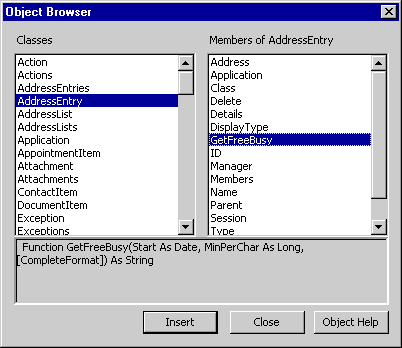 Object Browser
Classes
Members of AddressEntry
Action
Actions
AddressEntries
AddressEntry
AddressList
AddressLists
Application
AppointmentItem
Attachment
Attachments
ContactItem
DocumentItem
Exception
Exceptions
Address
Application
Class
Delete
Details
DisplayType
GetFreeBusy
ID
Manager
Members
Name
Parent
Session
Type
Function GetFreeBusy(Start As Date, MinPerChar As Long,
[CompleteFormat]) As String
Insert
Close
Object Help